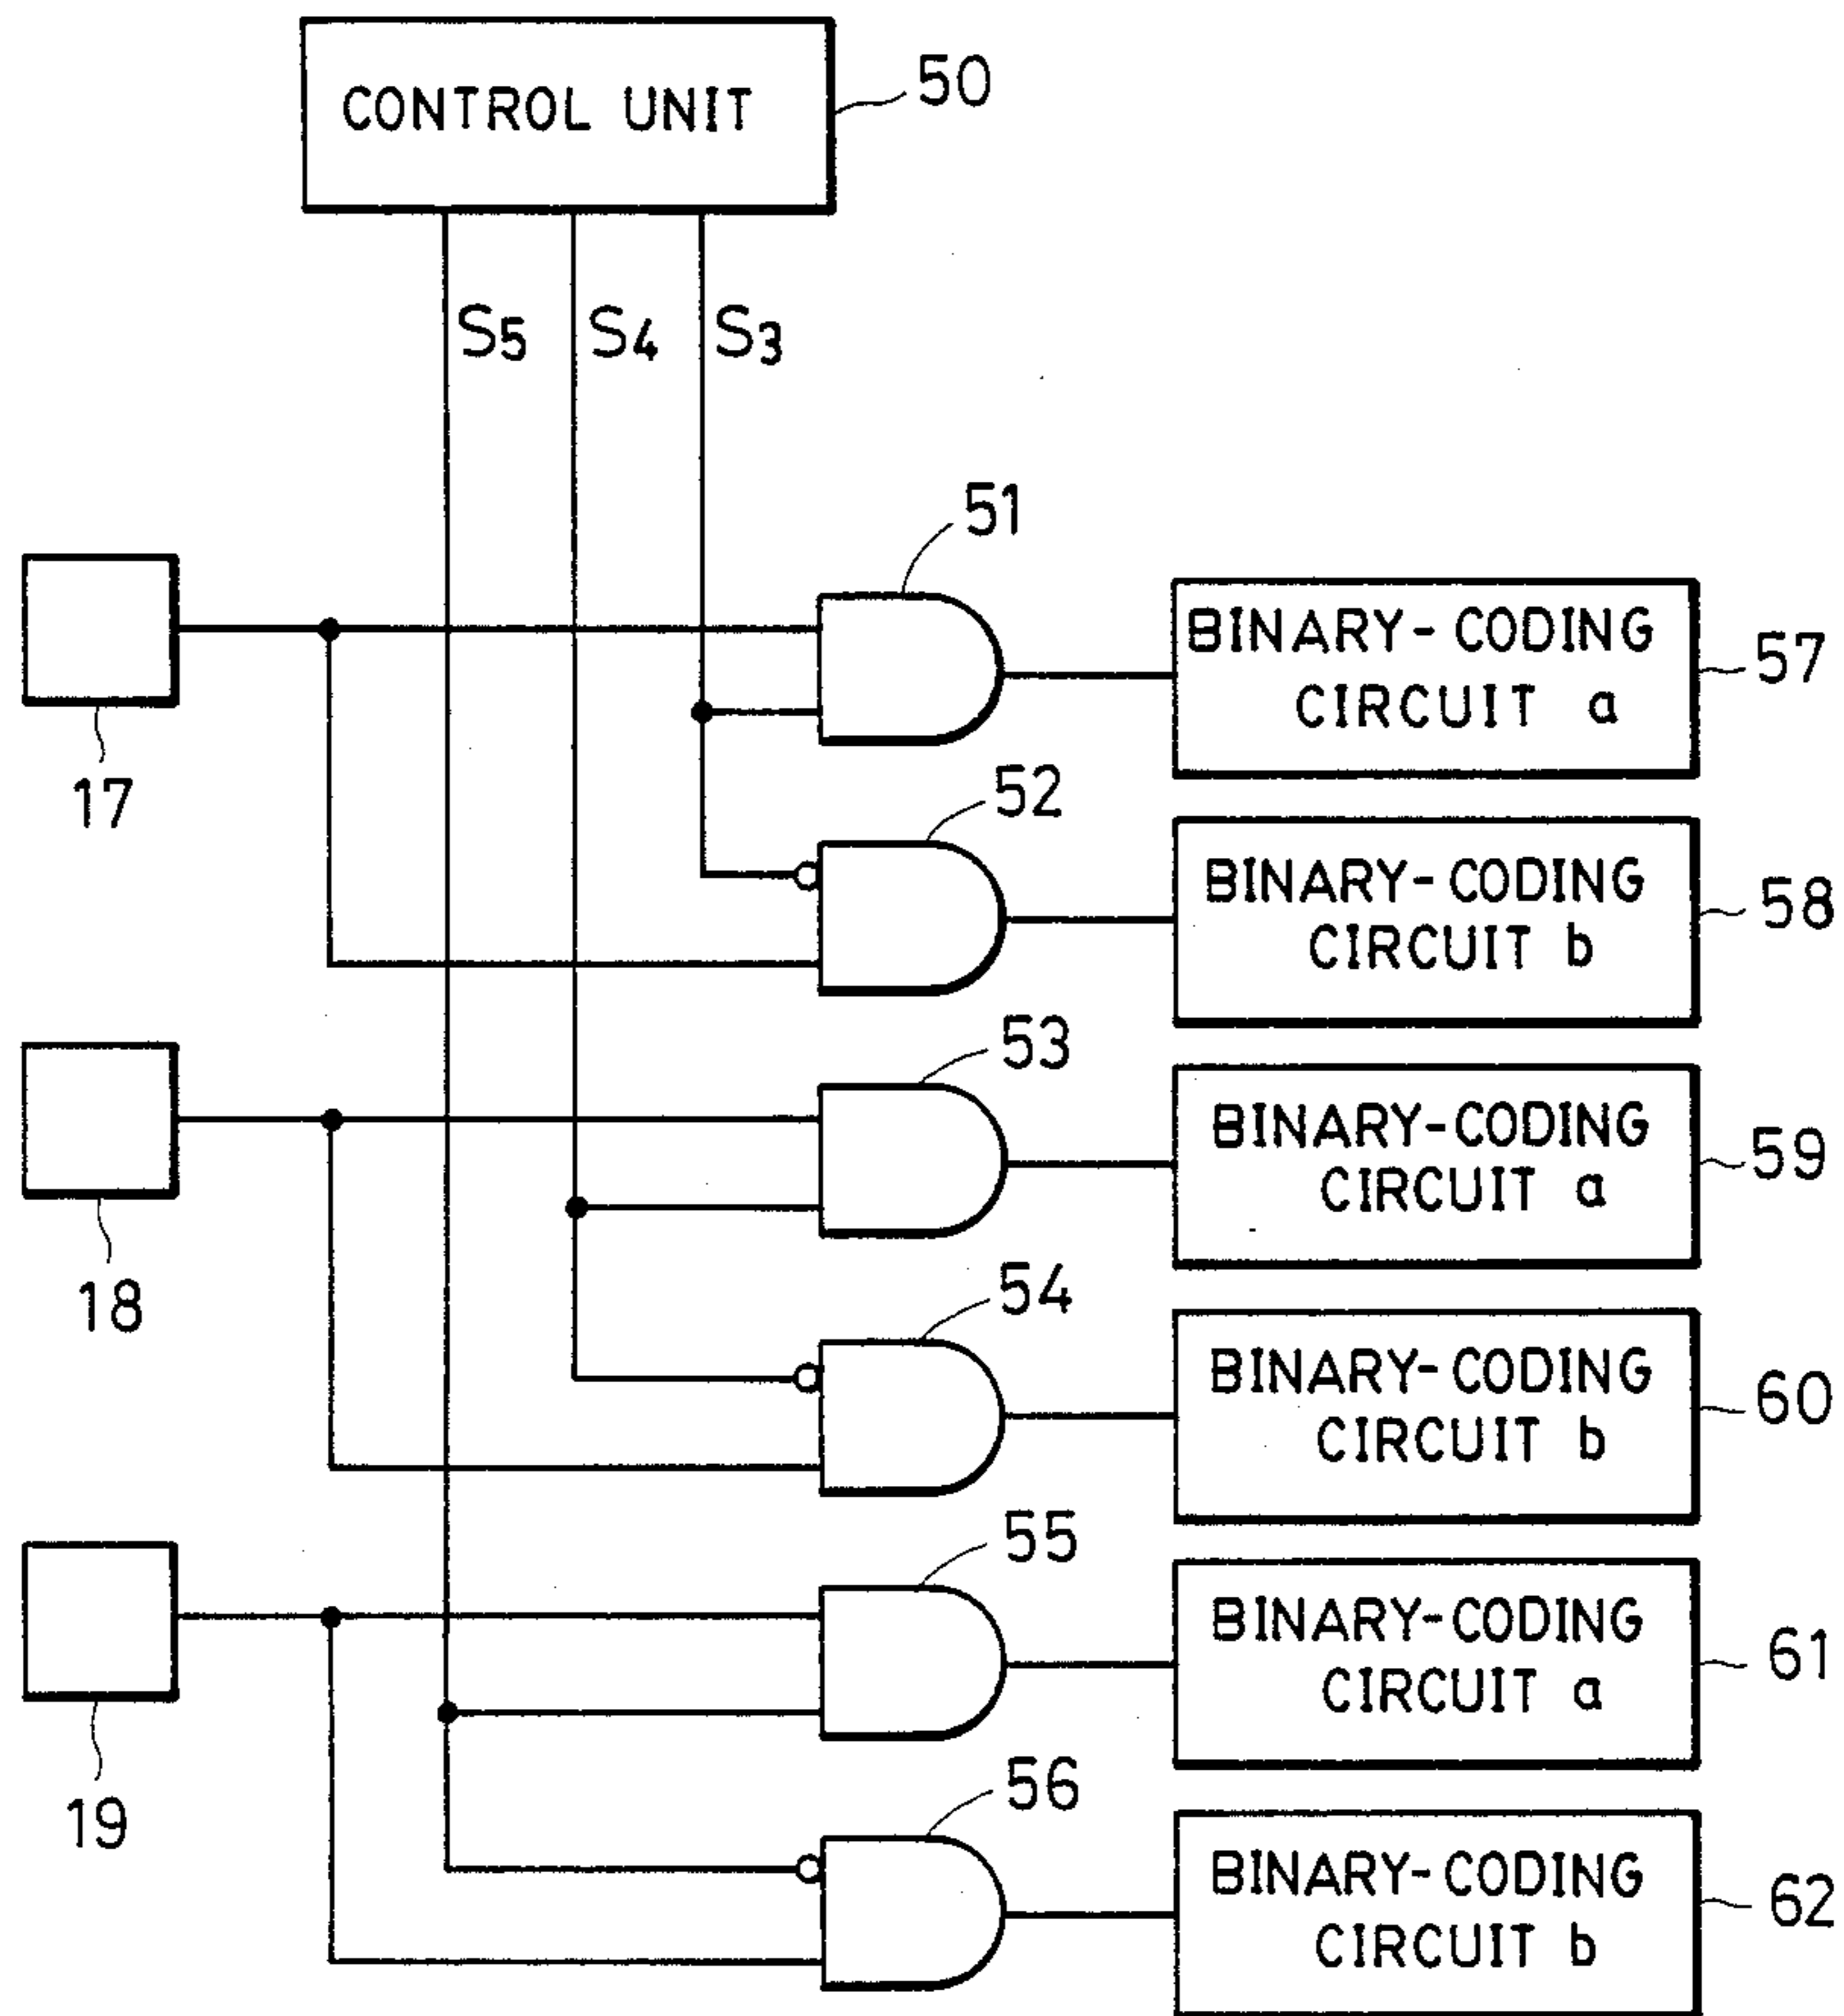 CONTROL UNIT
50
S5
S4
S3
51
17
BINARY-CODING
CIRCUIT a
57
52
BINARY-CODING
CIRCUIT b
58
53
18
BINARY-CODING
CIRCUIT a
59
54
BINARY-CODING
CIRCUIT b
60
55
19
BINARY-CODING
CIRCUIT a
61
56
BINARY-CODING
CIRCUIT b
62